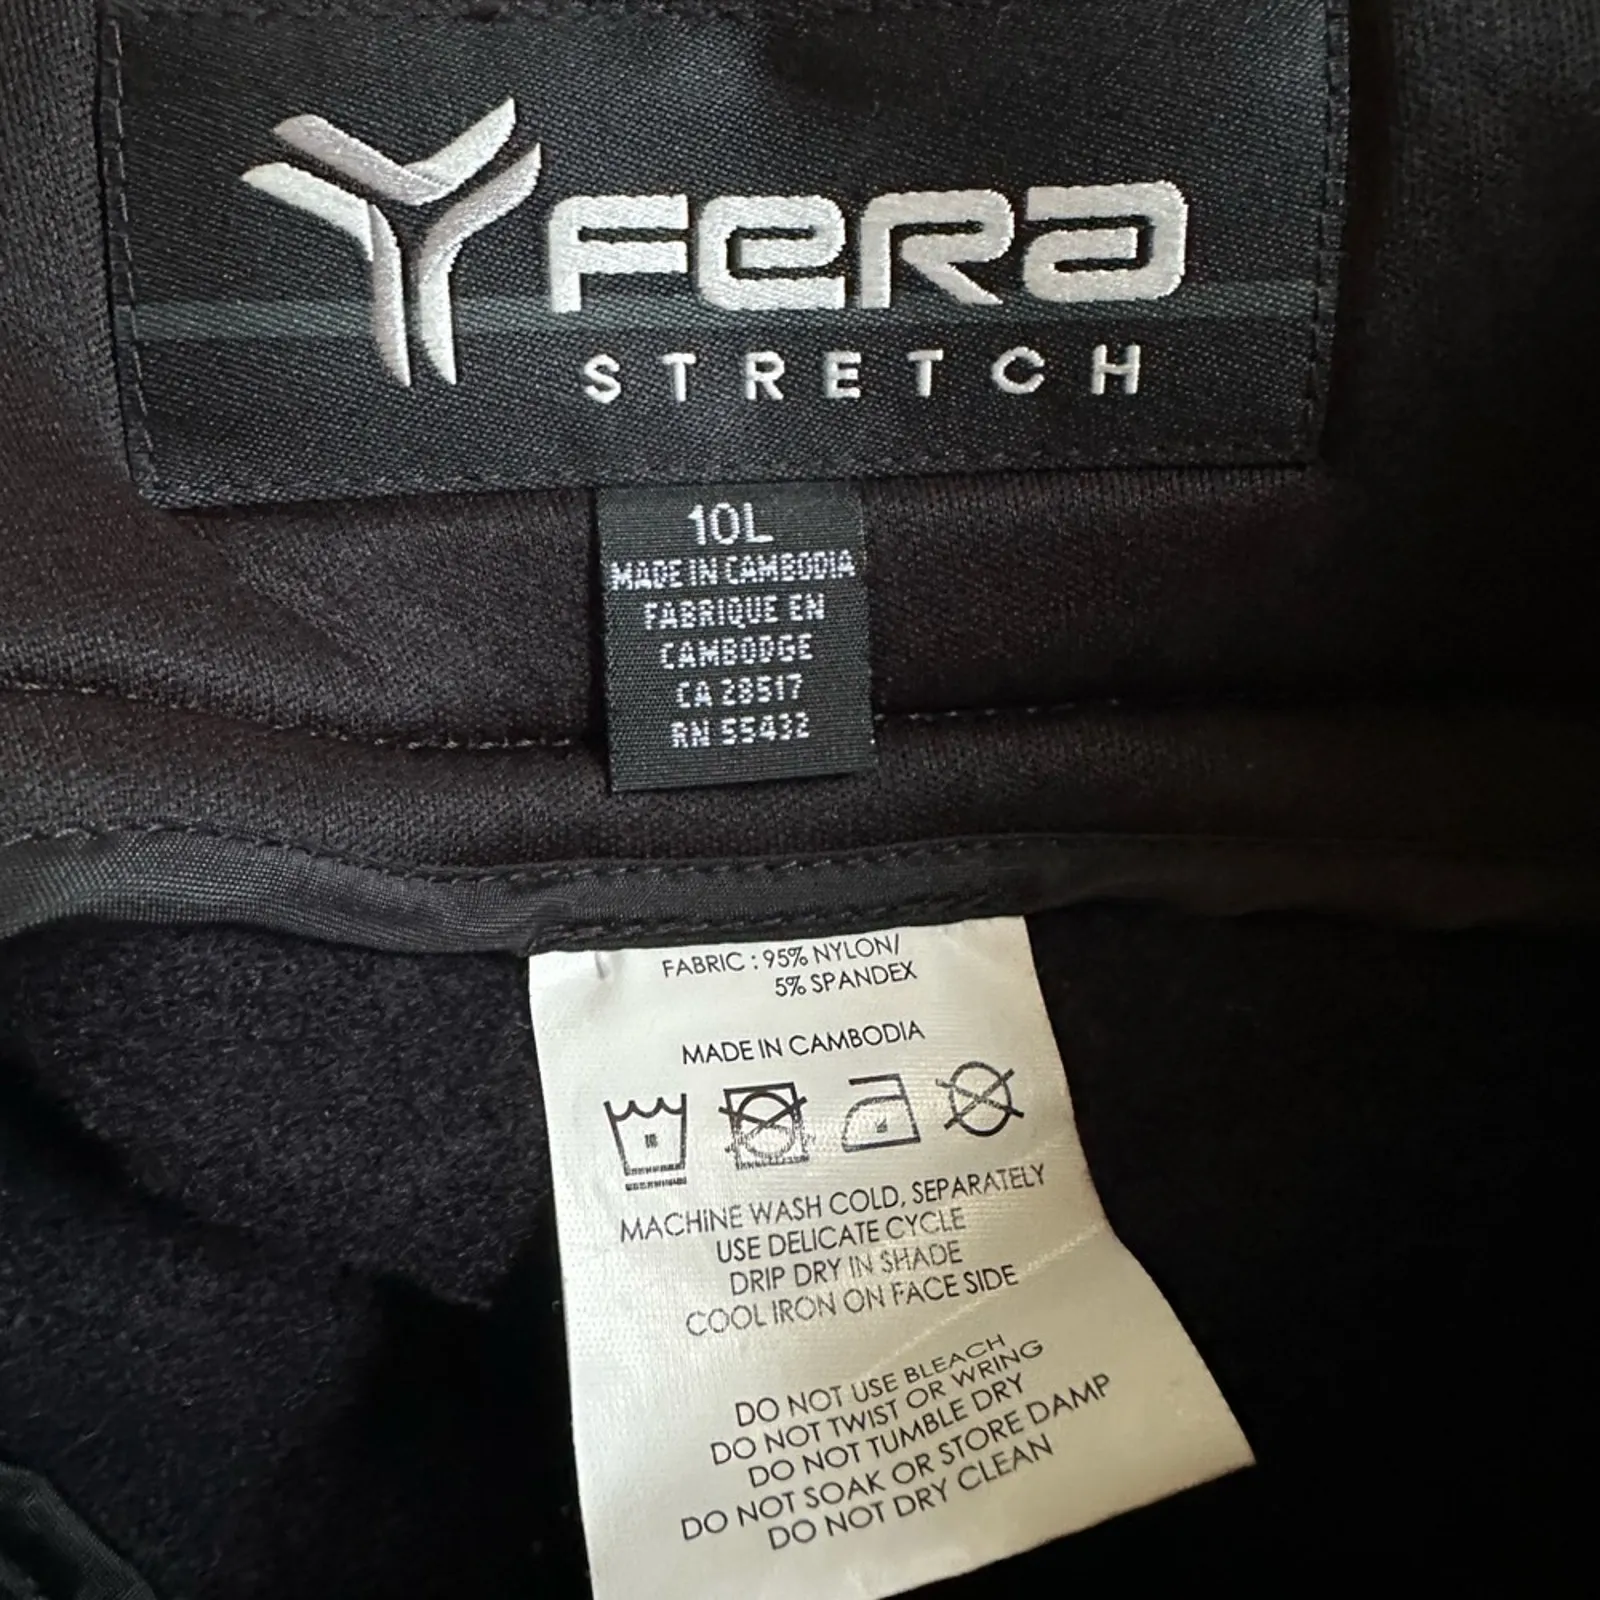 FERA
STRETCH
10L
MADE IN CAMBODIA
FABRIQUE EN
CAMBODGE
CA 28517
RN 55432
FABRIC : 95% NYLON/
5% SPANDEX
MADE IN CAMBODIA
MACHINE WASH COLD, SEPARATELY
USE DELICATE CYCLE
DRIP DRY IN SHADE
COOL IRON ON FACE SIDE
DO NOT USE BLEACH
DO NOT TWIST OR WRING
DO NOT TUMBLE DRY
DO NOT SOAK OR STORE DAMP
DO NOT DRY CLEAN